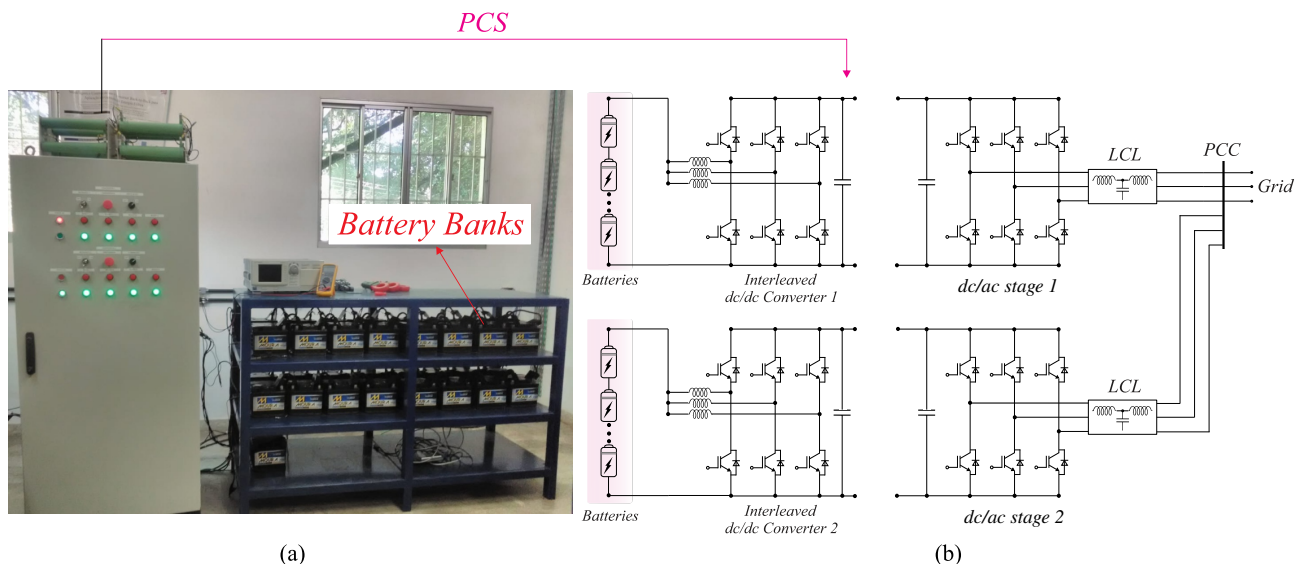 PCS
Battery Banks
Batteries
Interleaved
dc/dc Converter 1
dc/ac stage 1
LCL
PCC
Grid
Batteries
Interleaved
dc/dc Converter 2
dc/ac stage 2
LCL
(a)
(b)